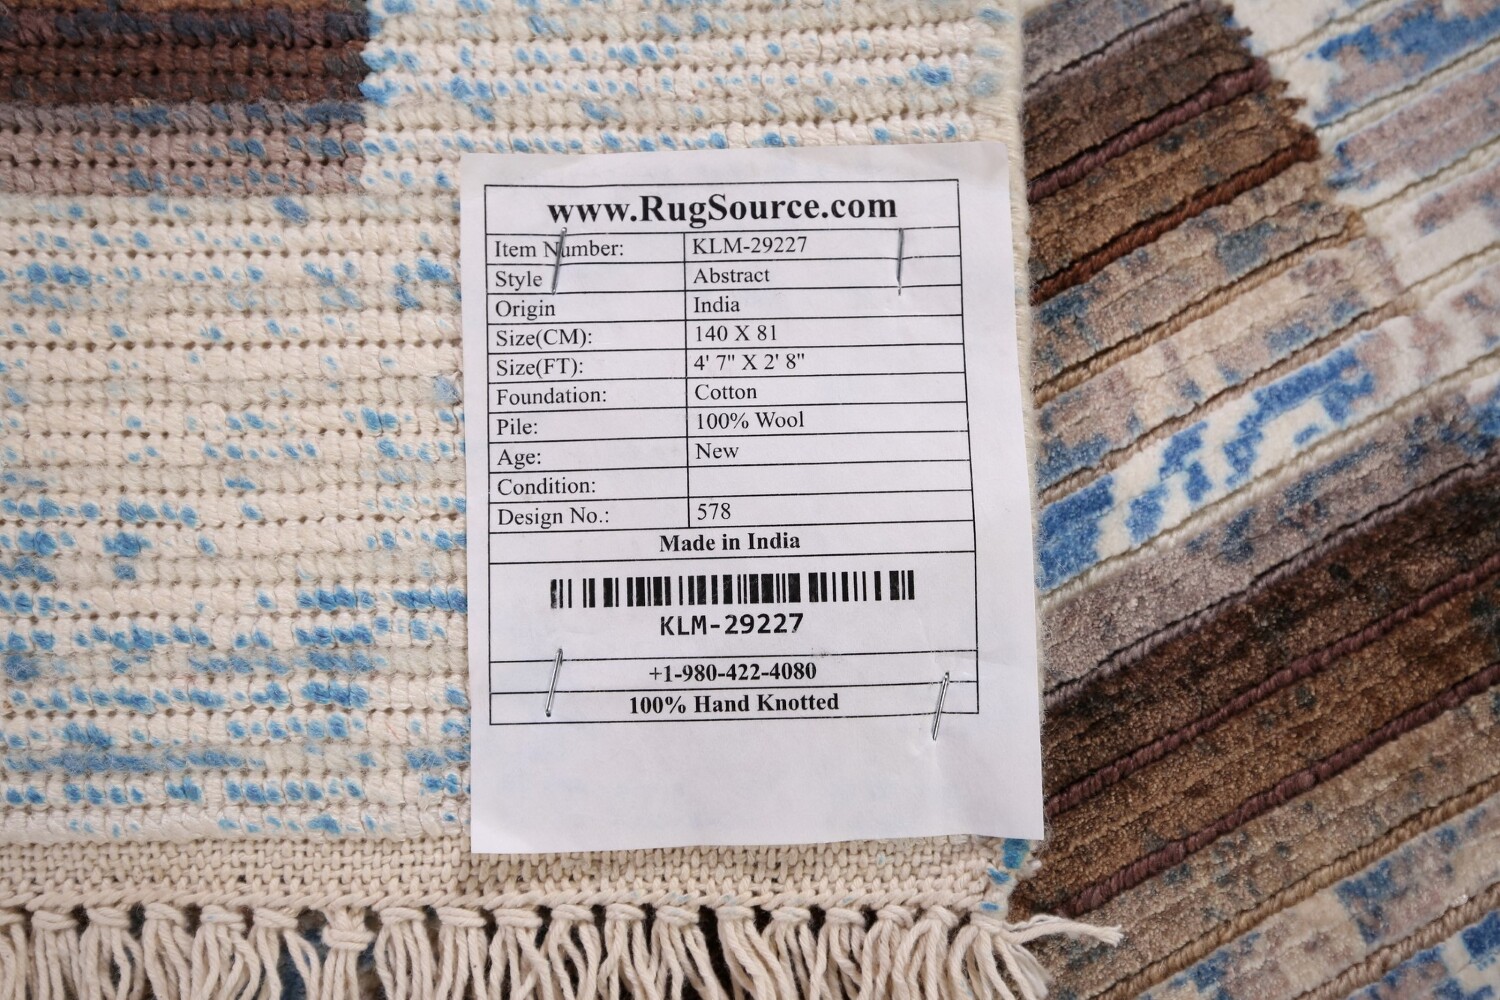 www.RugSource.com
Item Number: KLM-29227
Style Abstract
Origin India
Size(CM): 140 X 81
Size(FT): 4' 7" X 2' 8"
Foundation: Cotton
Pile: 100% Wool
Age: New
Condition:
Design No.: 578
Made in India
KLM-29227
+1-980-422-4080
100% Hand Knotted